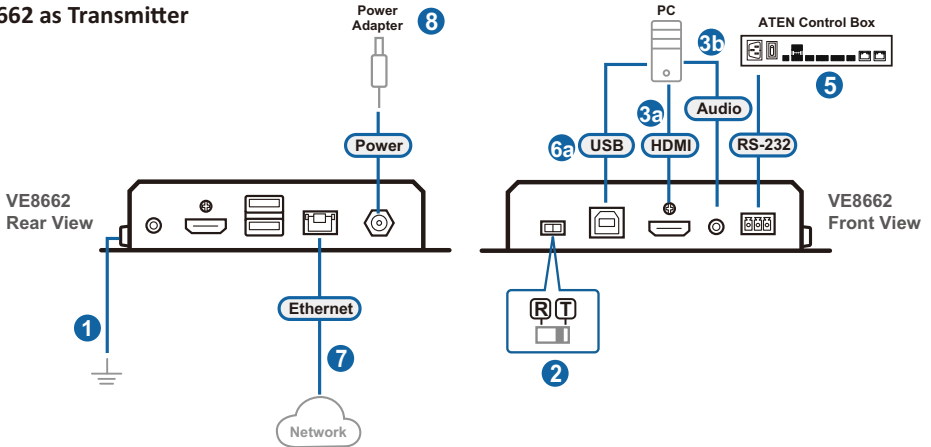 662 as Transmitter
Power
Adapter
8
PC
3b
ATEN Control Box
5
3a
Audio
Power
6a
USB
HDMI
RS-232
VE8662
Rear View
VE8662
Front View
Ethernet
R T
1
7
2
Network